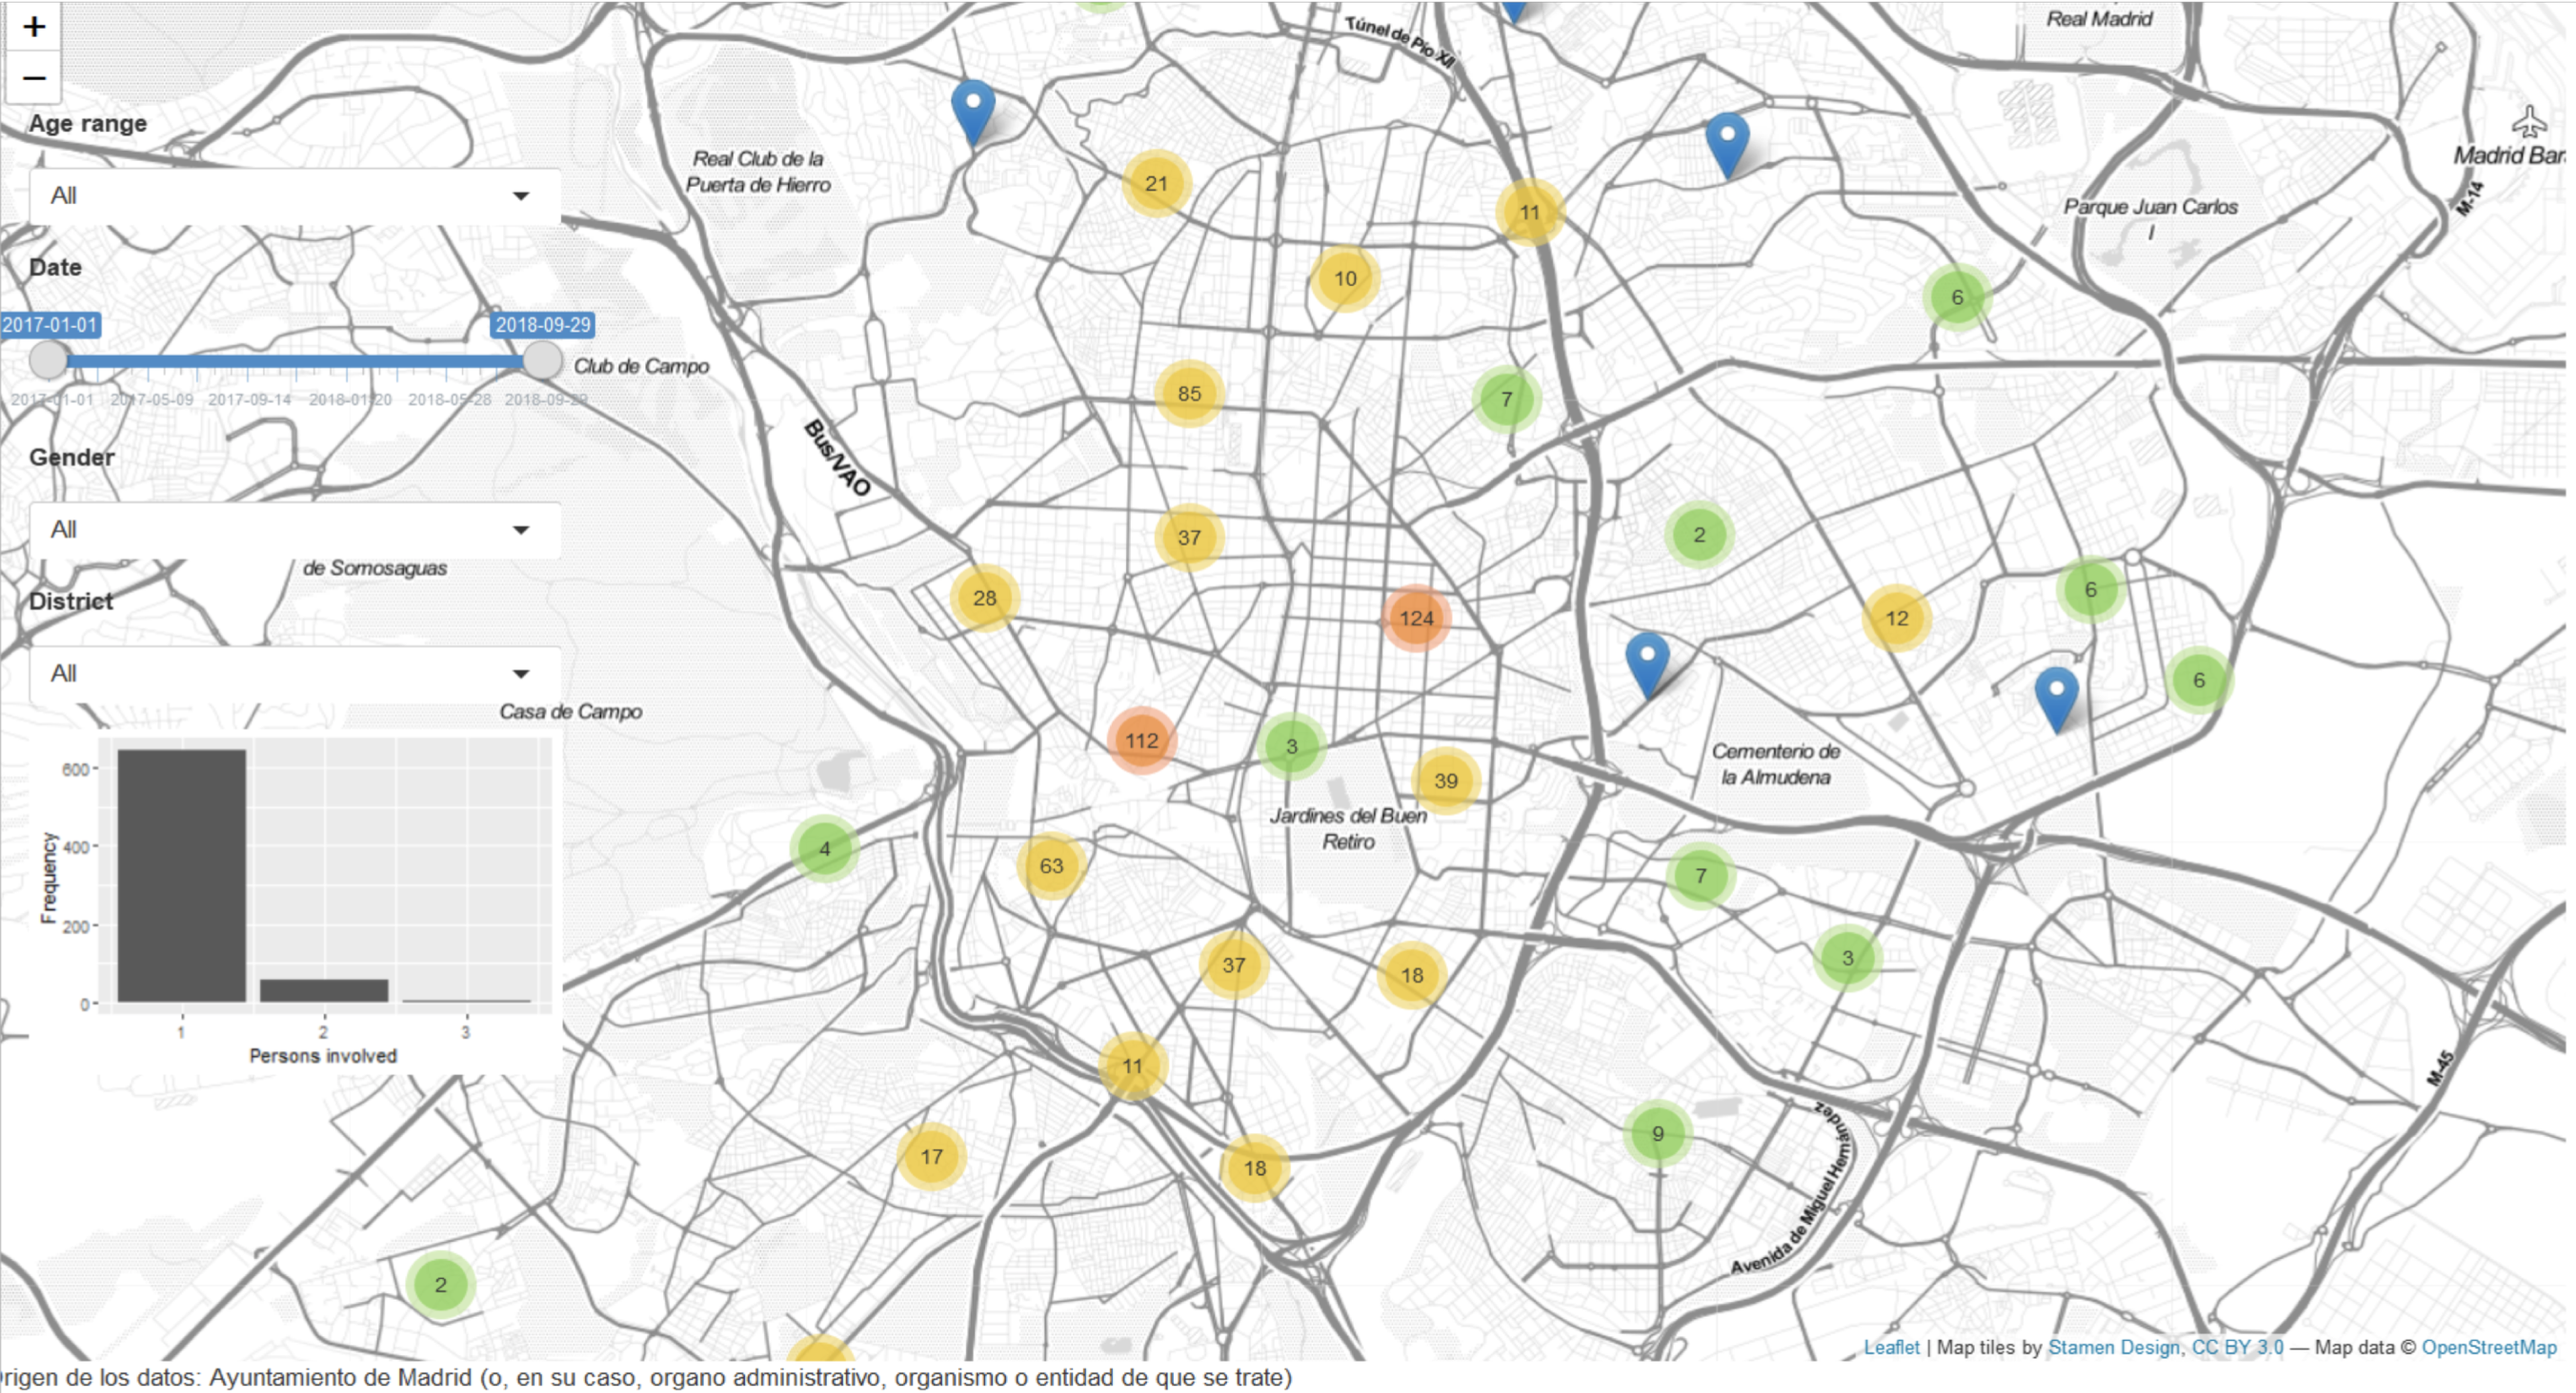 +
−
Age range
All
Date
2017-01-01
2018-09-29
2017-01-01 2017-05-09 2017-09-14 2018-01-20 2018-05-28 2018-09-29
Gender
All
de Somosaguas
District
All
Casa de Campo
Club de Campo
Frequency
600
400
200
0
1 2 3
Persons involved
Túnel de Pío XII
Real Madrid
Real Club de la
Puerta de Hierro
Madrid Bar
M-14
Parque Juan Carlos
I
Bus/VAO
21
11
10
6
85
7
37
2
28
124
12
6
6
112
3
39
Cementerio de
la Almudena
Jardines del Buen
Retiro
4
63
7
37
18
3
11
M-45
17
18
9
Avenida de Miguel Hernández
2
Leaflet | Map tiles by Stamen Design, CC BY 3.0 — Map data © OpenStreetMap
rigen de los datos: Ayuntamiento de Madrid (o, en su caso, organo administrativo, organismo o entidad de que se trate)